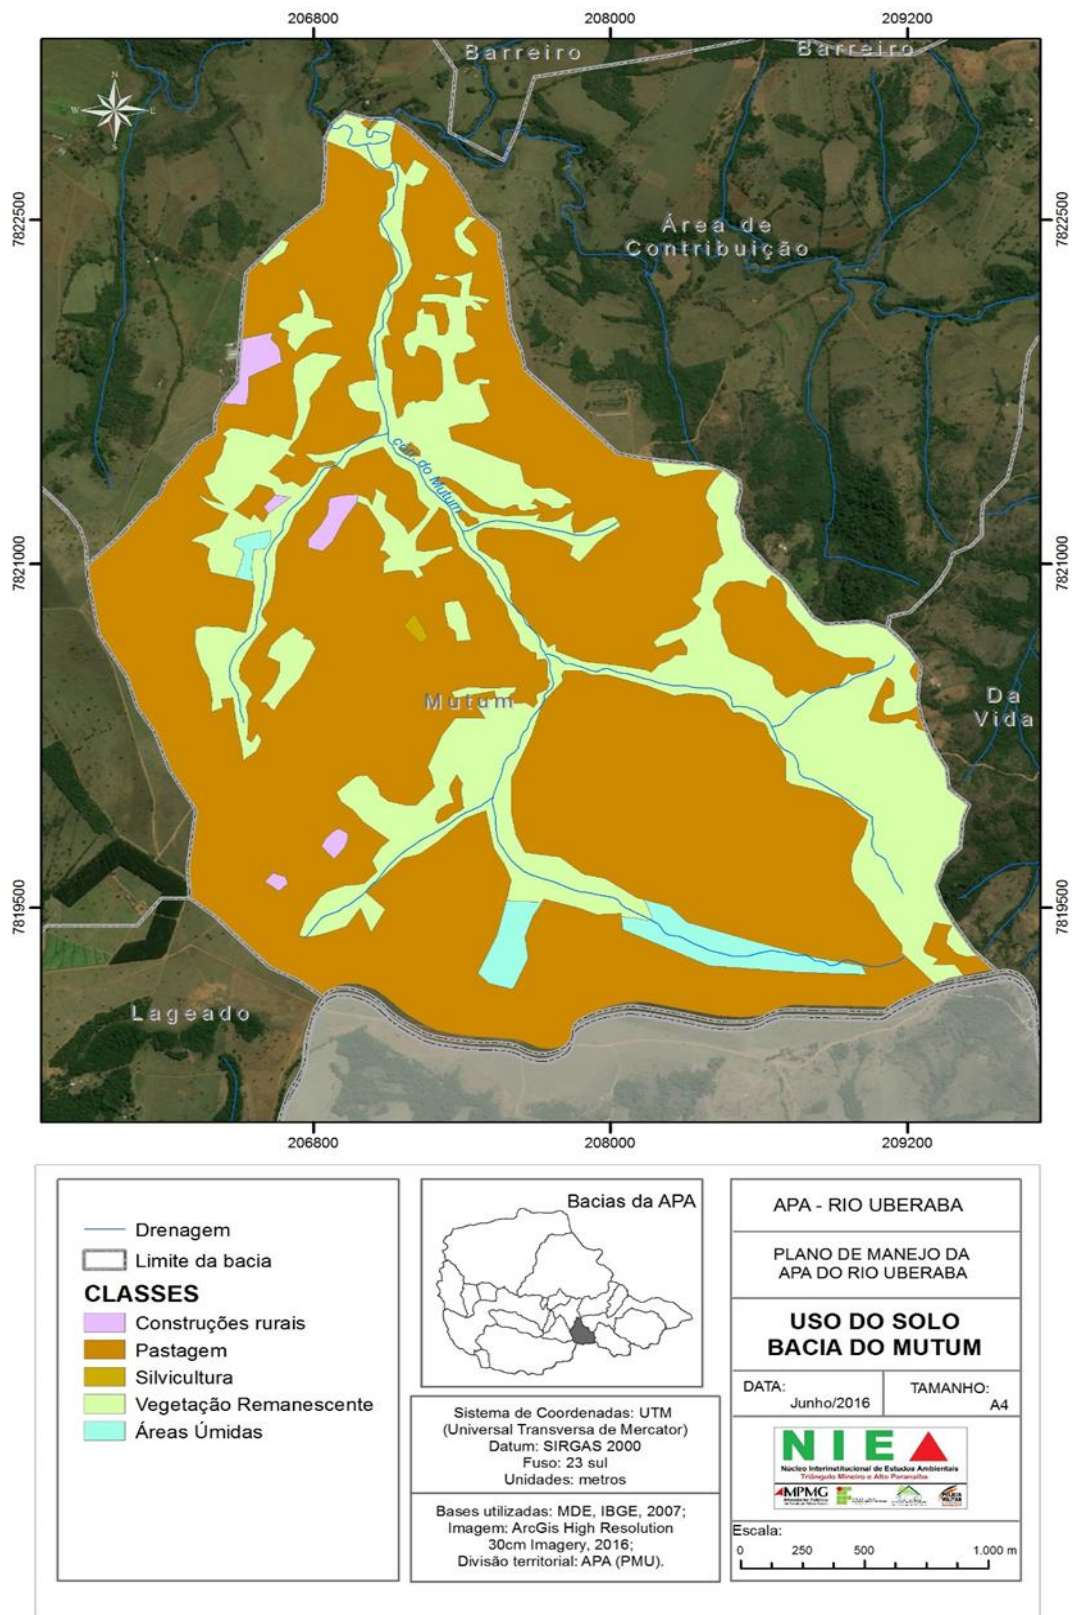 206800
208000
209200
Barreiro
Barreiro
N
W
E
S
7822500
7822500
Área de
Contribuição
corr. do Mutum
7821000
7821000
Mutum
Da
Vida
7819500
7819500
Lageado
206800
208000
209200
Drenagem
Limite da bacia
CLASSES
Construções rurais
Pastagem
Silvicultura
Vegetação Remanescente
Áreas Úmidas
Bacias da APA
Sistema de Coordenadas: UTM
(Universal Transversa de Mercator)
Datum: SIRGAS 2000
Fuso: 23 sul
Unidades: metros
Bases utilizadas: MDE, IBGE, 2007;
Imagem: ArcGis High Resolution
30cm Imagery, 2016;
Divisão territorial: APA (PMU).
APA - RIO UBERABA
PLANO DE MANEJO DA
APA DO RIO UBERABA
USO DO SOLO
BACIA DO MUTUM
DATA:
Junho/2016
TAMANHO:
A4
NIEA
Núcleo Interinstitucional de Estudos Ambientais
Triângulo Mineiro e Alto Paranaíba
MPMG
Escala:
0 250 500 1.000 m